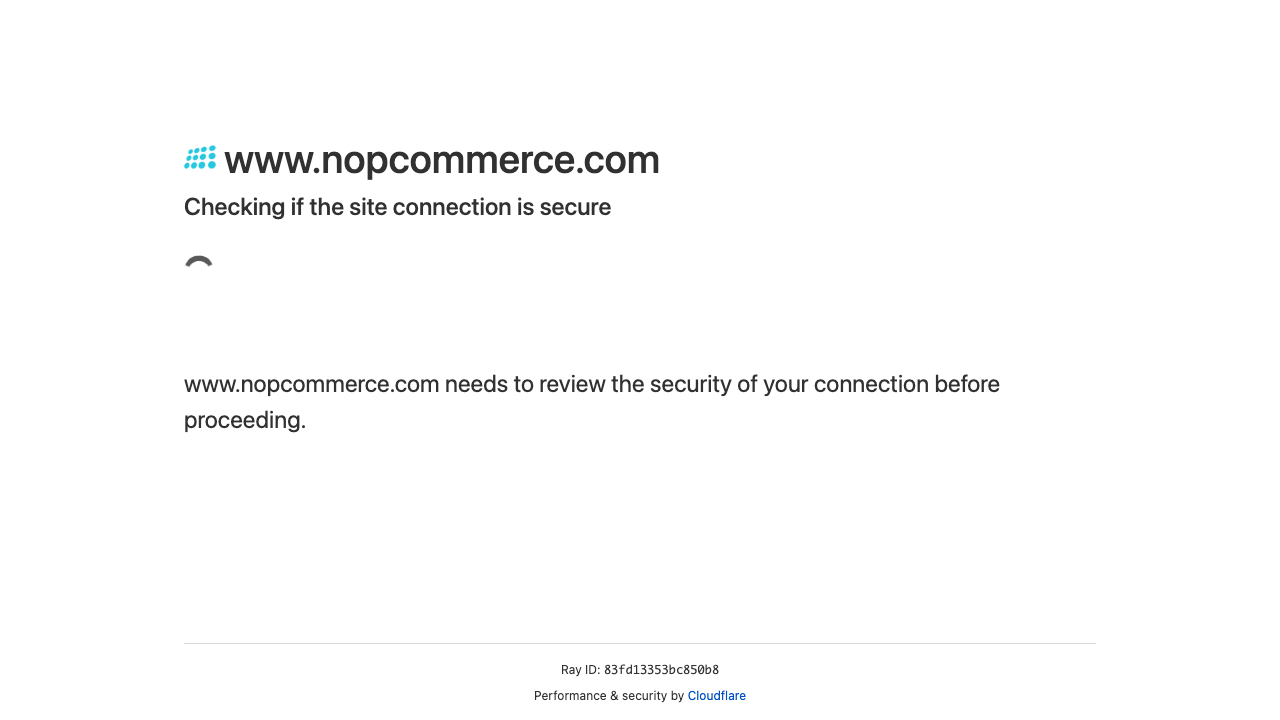 www.nopcommerce.com
Checking if the site connection is secure
www.nopcommerce.com needs to review the security of your connection before
proceeding.
Ray ID: 83fd13353bc850b8
Performance & security by Cloudflare